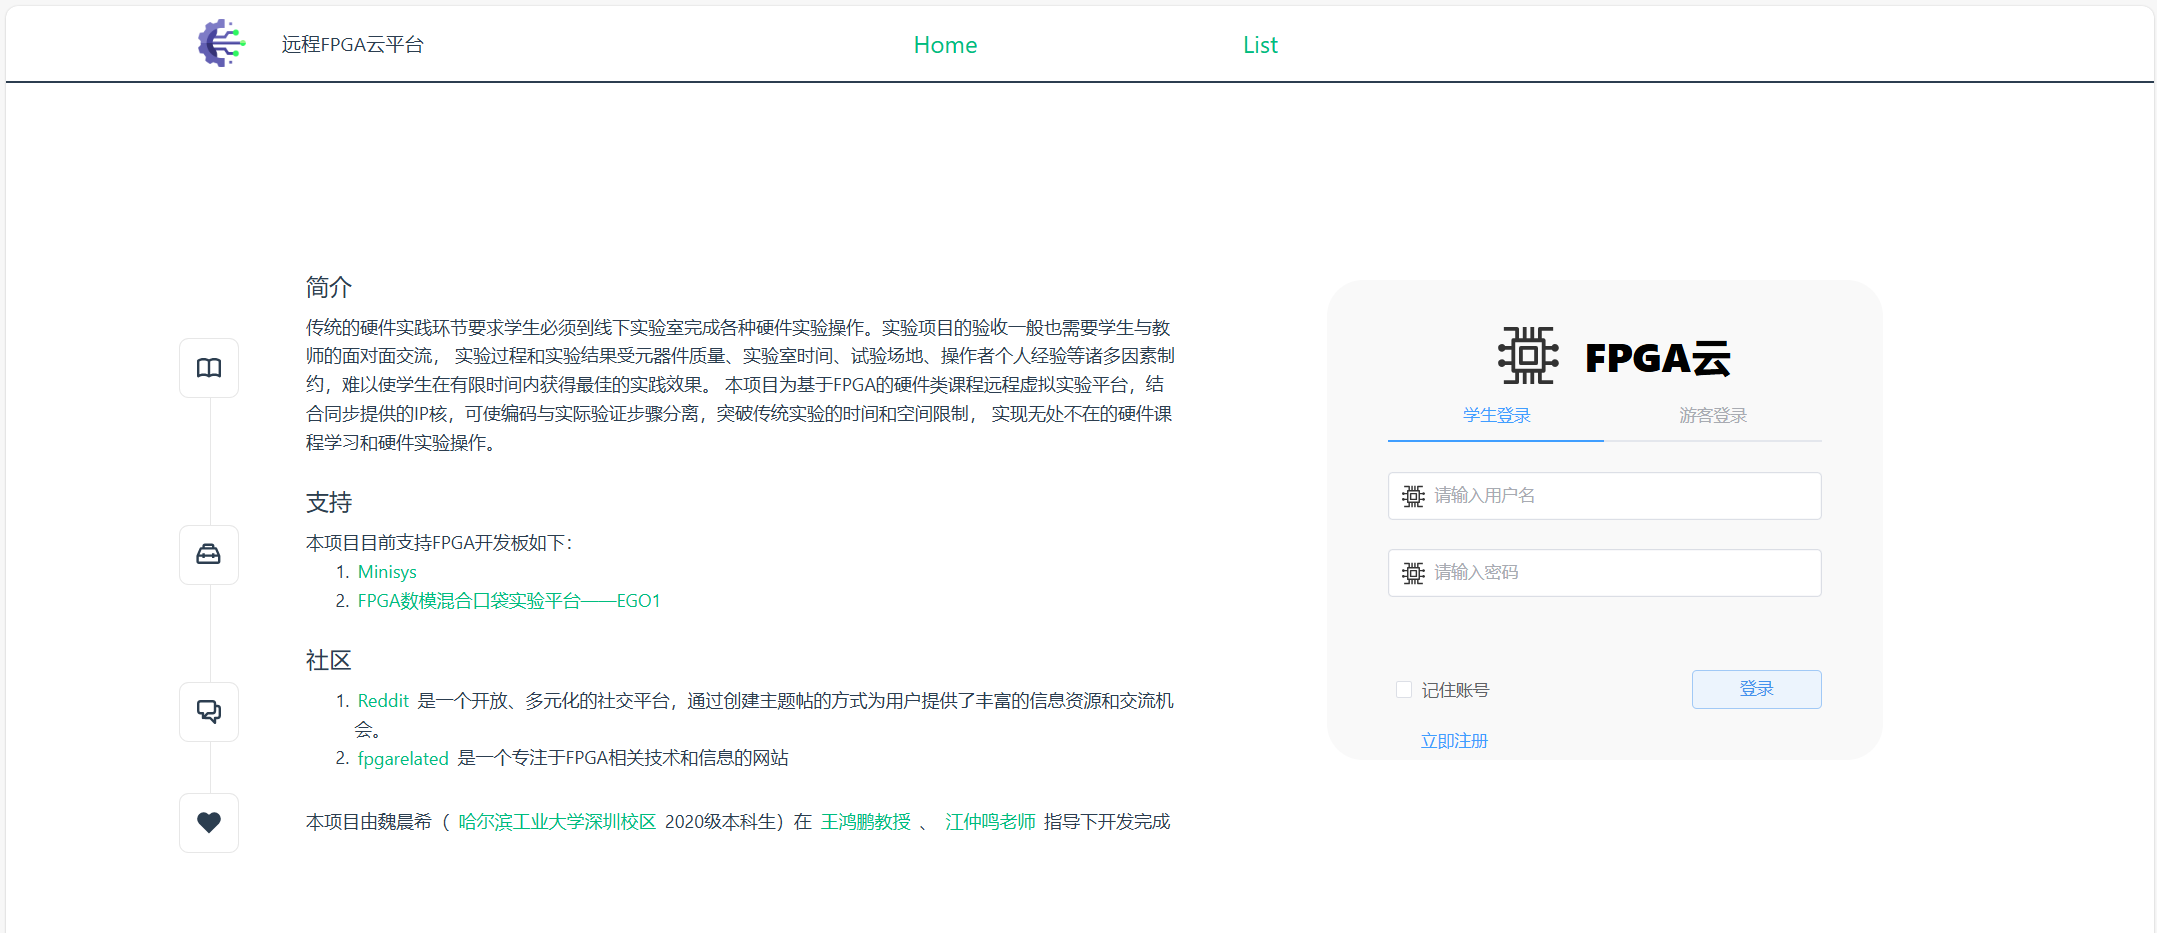 远程FPGA云平台
Home
List
简介
传统的硬件实践环节要求学生必须到线下实验室完成各种硬件实验操作。实验项目的验收一般也需要学生与教
师的面对面交流， 实验过程和实验结果受元器件质量、实验室时间、试验场地、操作者个人经验等诸多因素制
约，难以使学生在有限时间内获得最佳的实践效果。 本项目为基于FPGA的硬件类课程远程虚拟实验平台，结
合同步提供的IP核，可使编码与实际验证步骤分离，突破传统实验的时间和空间限制， 实现无处不在的硬件课
程学习和硬件实验操作。
支持
本项目目前支持FPGA开发板如下：
1. Minisys
2. FPGA数模混合口袋实验平台——EGO1
社区
1. Reddit 是一个开放、多元化的社交平台，通过创建主题帖的方式为用户提供了丰富的信息资源和交流机
会。
2. fpgarelated 是一个专注于FPGA相关技术和信息的网站
本项目由魏晨希（ 哈尔滨工业大学深圳校区 2020级本科生）在 王鸿鹏教授 、 江仲鸣老师 指导下开发完成
FPGA云
学生登录
游客登录
请输入用户名
请输入密码
记住账号
登录
立即注册